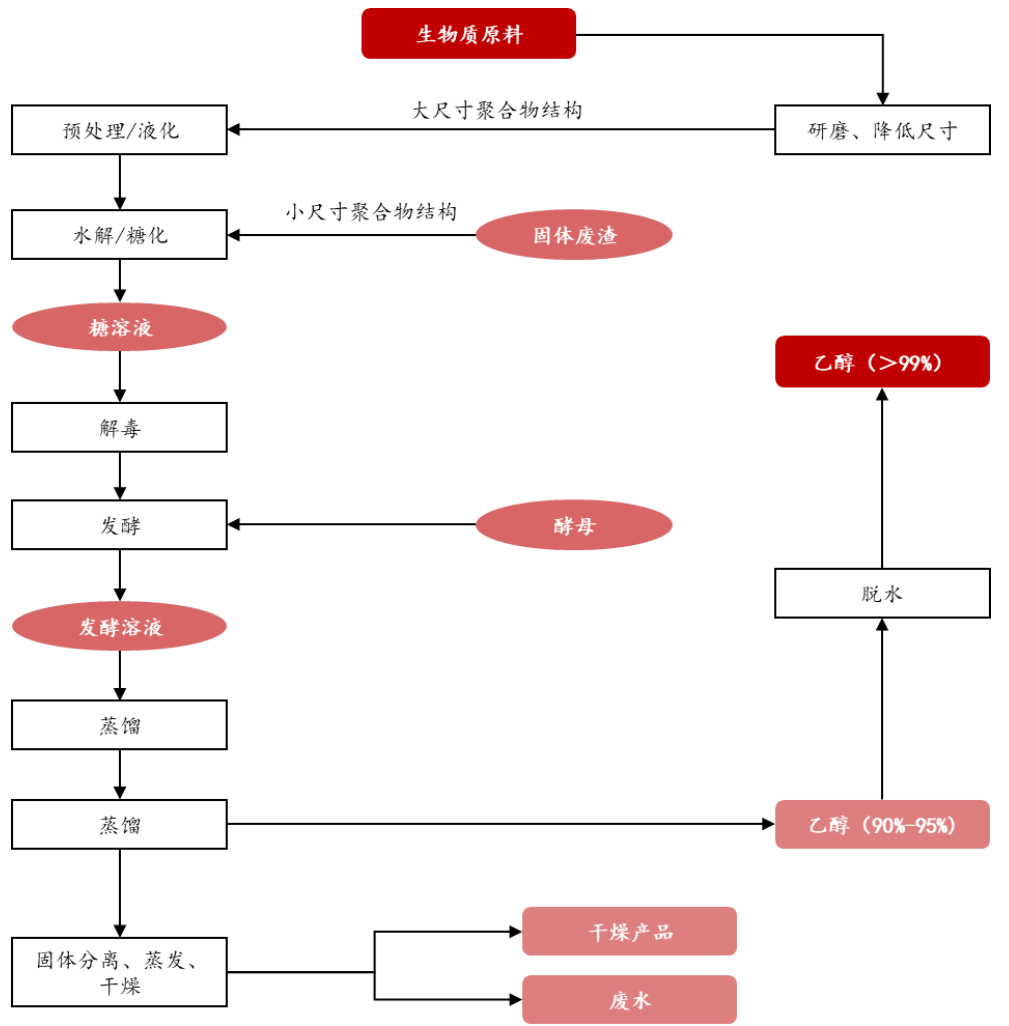 生物质原料
大尺寸聚合物结构
预处理/液化
研磨、降低尺寸
小尺寸聚合物结构
水解/糖化
固体废渣
糖溶液
乙醇（＞99%）
解毒
发酵
酵母
脱水
发酵溶液
蒸馏
蒸馏
乙醇（90%-95%）
固体分离、蒸发、
干燥
干燥产品
废水